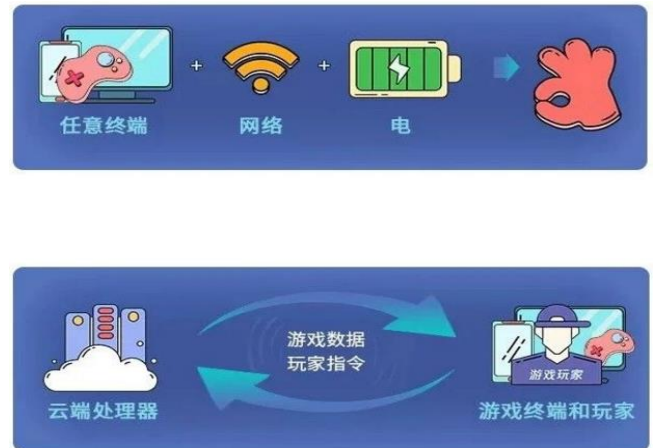 任意终端
网络
电
游戏数据
玩家指令
游戏玩家
云端处理器
游戏终端和玩家